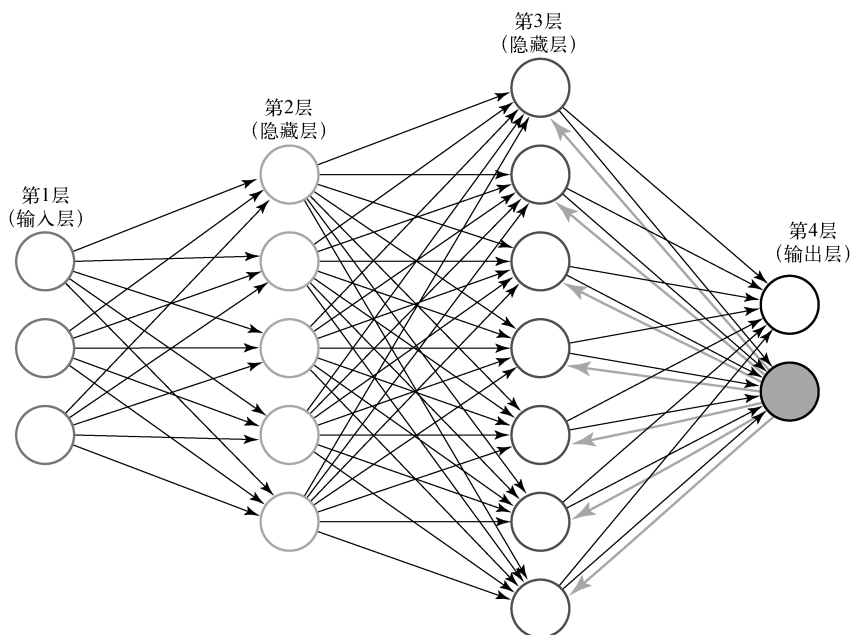 第1层
（输入层）
第2层
（隐藏层）
第3层
（隐藏层）
第4层
（输出层）